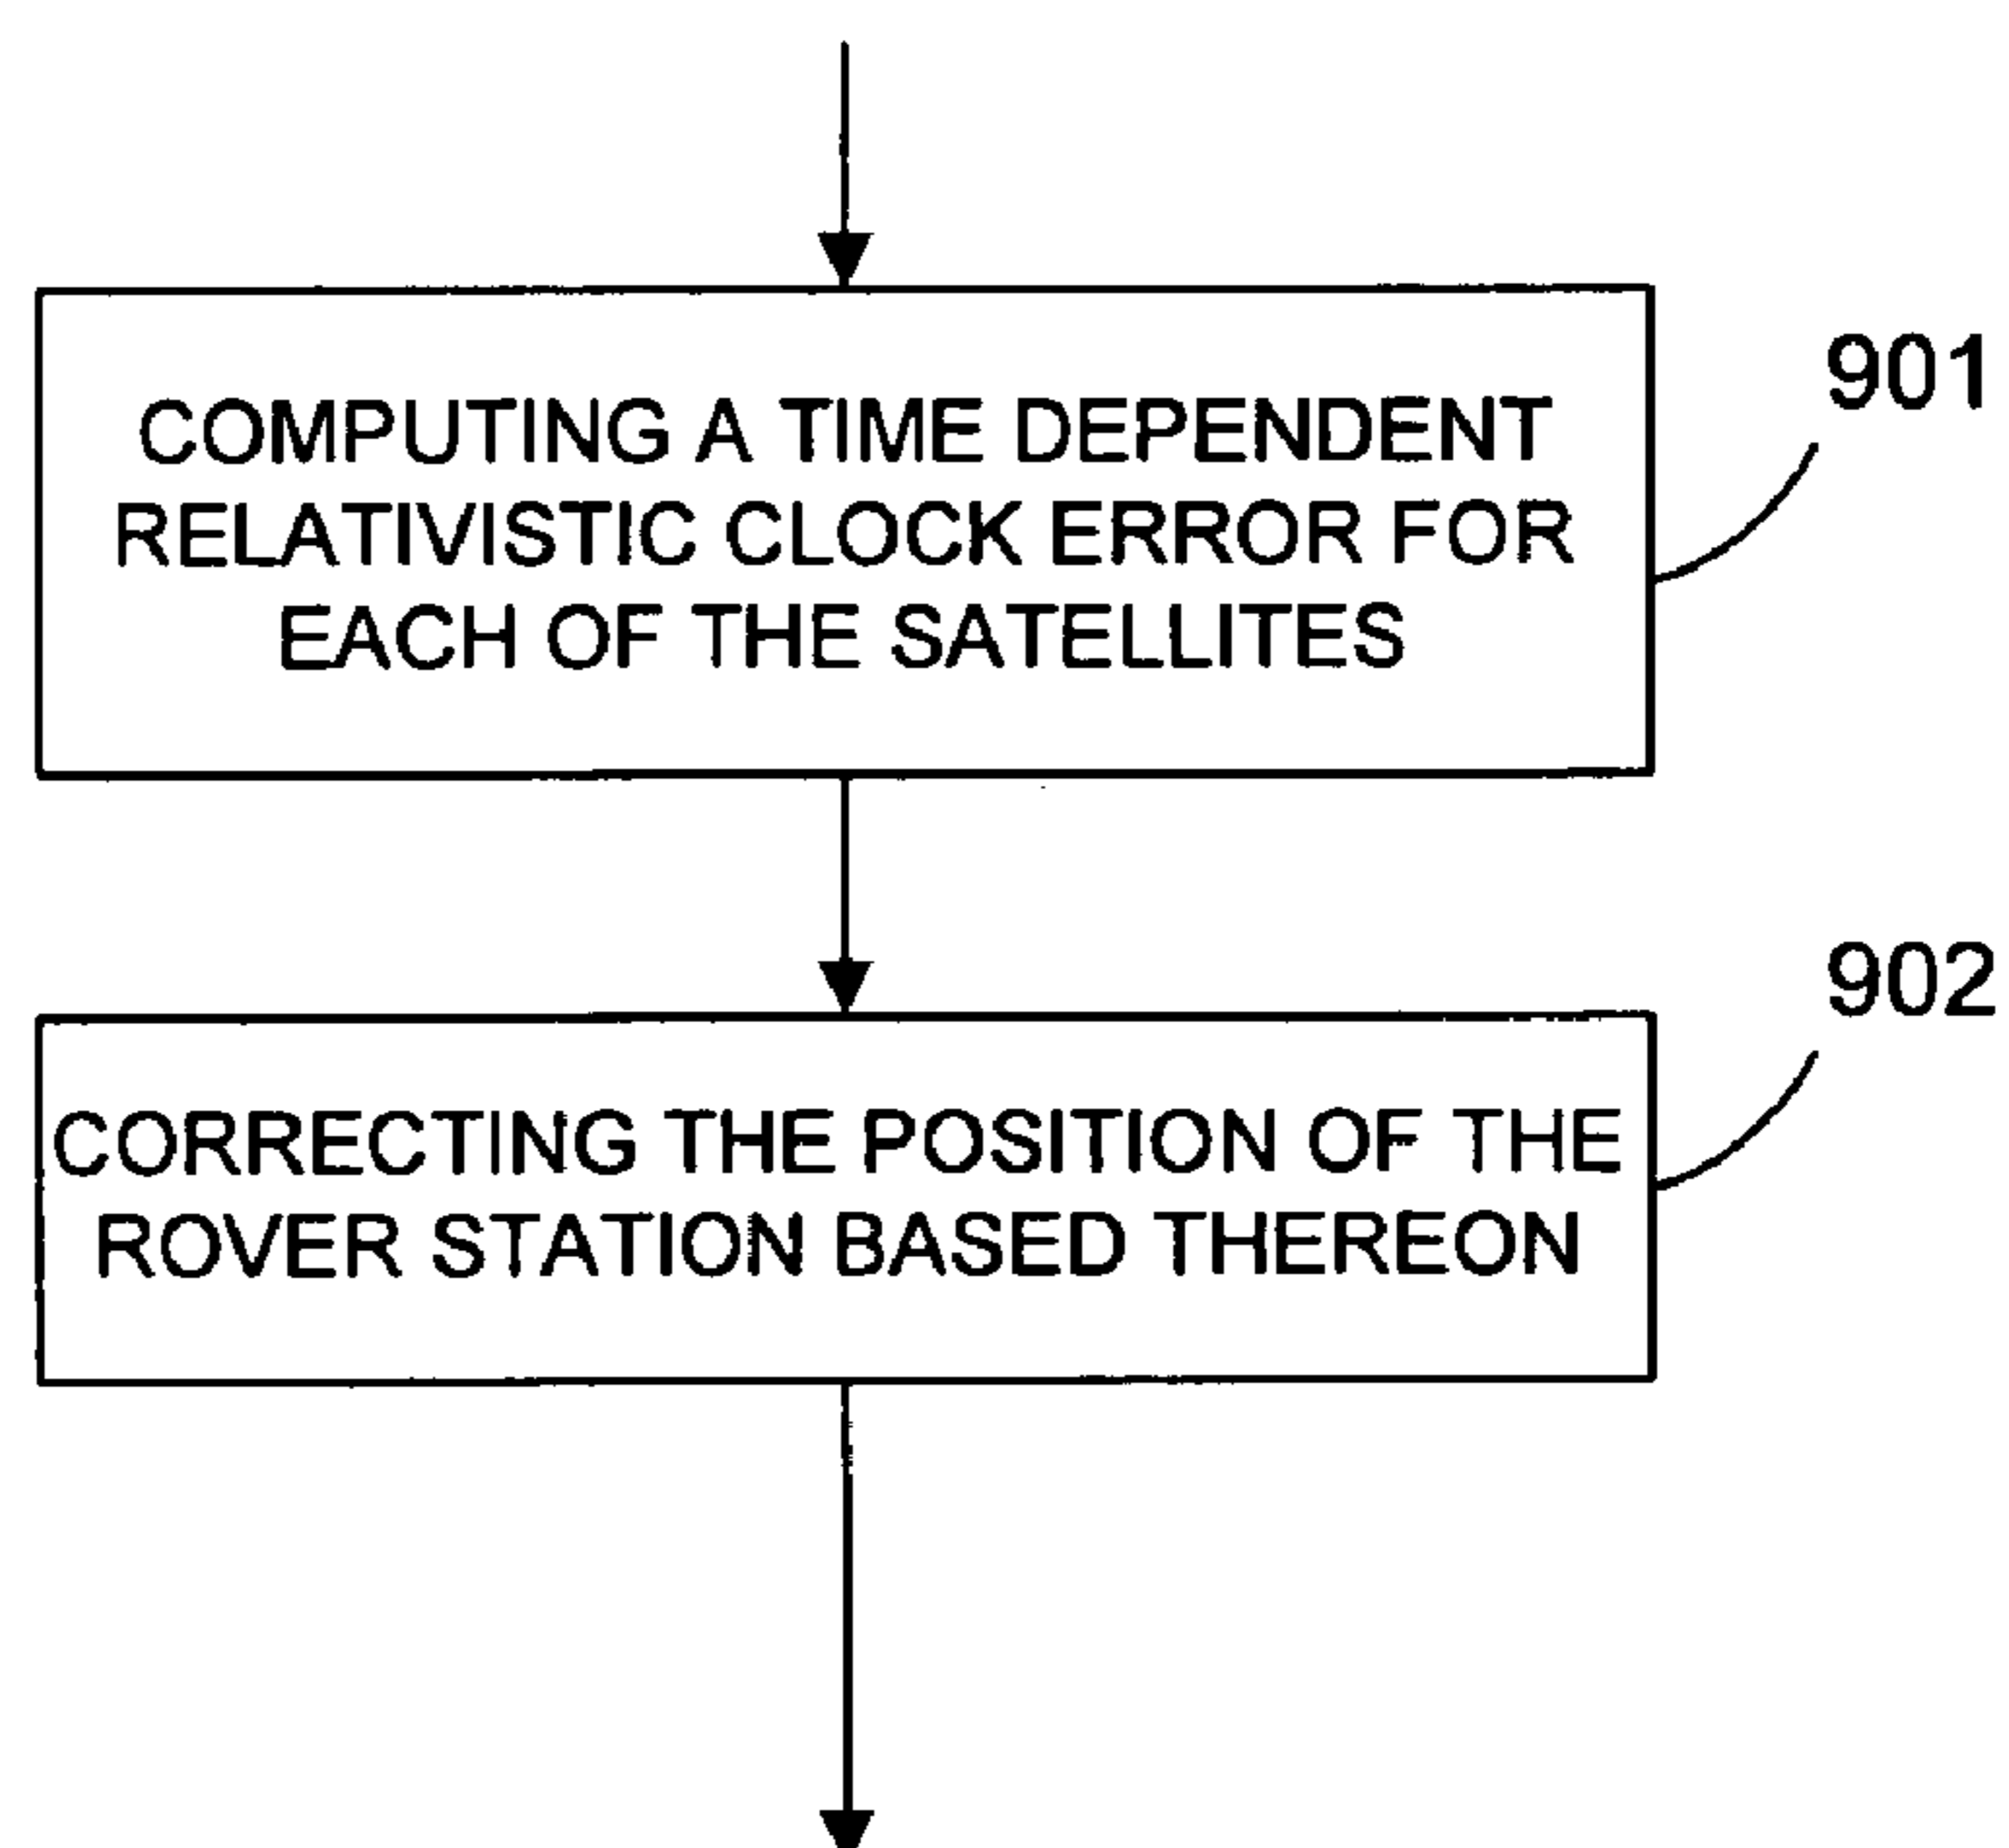 901
COMPUTING A TIME DEPENDENT
RELATIVISTIC CLOCK ERROR FOR
EACH OF THE SATELLITES
902
CORRECTING THE POSITION OF THE
ROVER STATION BASED THEREON